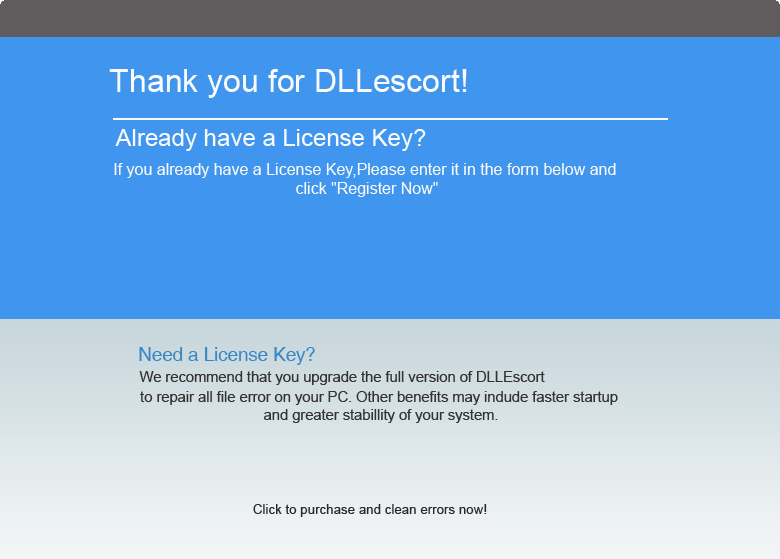 Thank you for DLLescort!
Already have a License Key?
If you already have a License Key,Please enter it in the form below and
click "Register Now"
Need a License Key?
We recommend that you upgrade the full version of DLLEscort
to repair all file error on your PC. Other benefits may indude faster startup
and greater stabillity of your system.
Click to purchase and clean errors now!